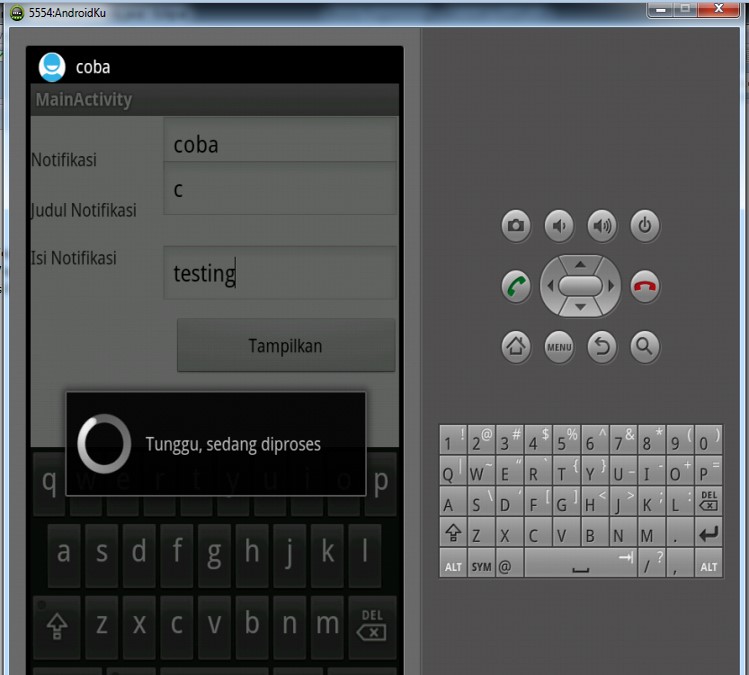 5554:AndroidKu
coba
MainActivity
Notifikasi
coba
Judul Notifikasi
c
Isi Notifikasi
testing
Tampilkan
Tunggu, sedang diproses
q w e r t y u i o p
a s d f g h j k l
z x c v b n m DEL
MENU
1 ! 2 @ 3 # 4 $ 5 % 6 ^ 7 & 8 * 9 ( 0 )
Q | W ~ E " R ` T { Y } U _ I - O + P =
A S \ D ' F [ G ] H < J > K ; L : DEL
Z X C V B N M .
ALT SYM @ / ? , ALT